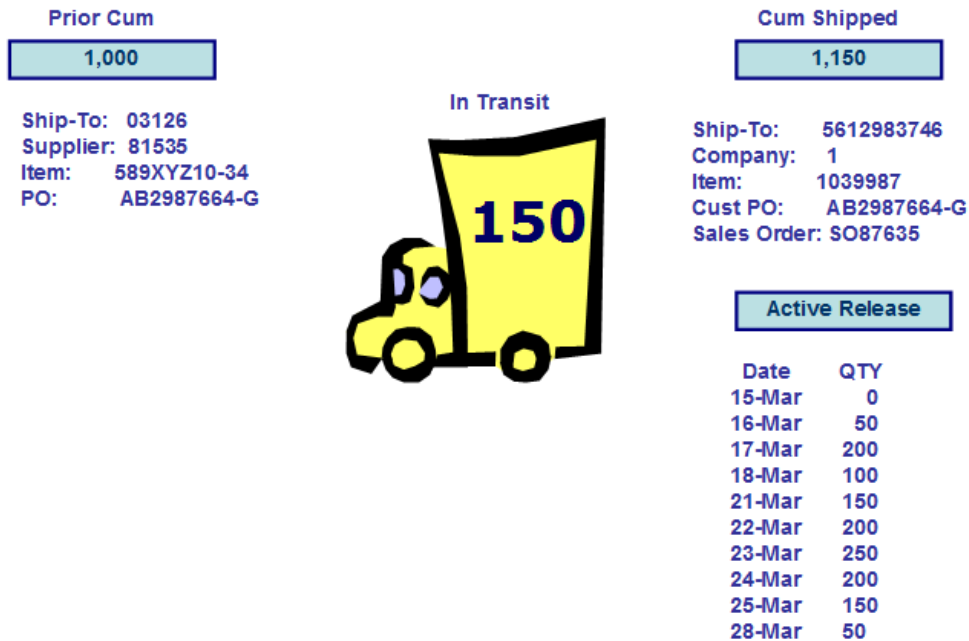 Prior Cum
1,000
Ship-To: 03126
Supplier: 81535
Item: 589XYZ10-34
PO: AB2987664-G
In Transit
150
Cum Shipped
1,150
Ship-To: 5612983746
Company: 1
Item: 1039987
Cust PO: AB2987664-G
Sales Order: SO87635
Active Release
Date QTY
15-Mar 0
16-Mar 50
17-Mar 200
18-Mar 100
21-Mar 150
22-Mar 200
23-Mar 250
24-Mar 200
25-Mar 150
28-Mar 50